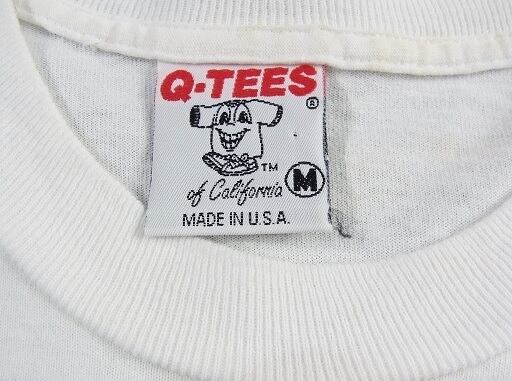 Q-TEES®
TM
of California M
MADE IN U.S.A.